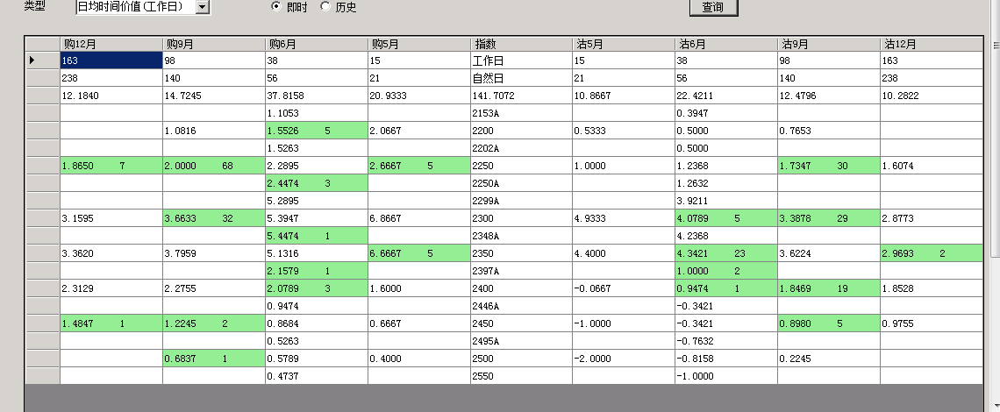 类型 日均时间价值(工作日) 即时 历史 查询
购12月 购9月 购6月 购5月 指数 沽5月 沽6月 沽9月 沽12月
163 98 38 15 工作日 15 38 98 163
238 140 56 21 自然日 21 56 140 238
12.1840 14.7245 37.8158 20.9333 141.7072 10.8667 22.4211 12.4796 10.2822
1.1053 2153A 0.3947
1.0816 1.5526 5 2.0667 2200 0.5333 0.5000 0.7653
1.5263 2202A 0.5000
1.8650 7 2.0000 68 2.2895 2.6667 5 2250 1.0000 1.2368 1.7347 30 1.6074
2.4474 3 2250A 1.2632
5.2895 2299A 3.9211
3.1595 3.6633 32 5.3947 6.8667 2300 4.9333 4.0789 5 3.3878 29 2.8773
5.4474 1 2348A 4.2368
3.3620 3.7959 5.1316 6.6667 5 2350 4.4000 4.3421 23 3.6224 2.9693 2
2.1579 1 2397A 1.0000 2
2.3129 2.2755 2.0789 3 1.6000 2400 -0.0667 0.9474 1 1.8469 19 1.8528
0.9474 2446A -0.3421
1.4847 1 1.2245 2 0.8684 0.6667 2450 -1.0000 -0.3421 0.8980 5 0.9755
0.5263 2495A -0.7632
0.6837 1 0.5789 0.4000 2500 -2.0000 -0.8158 0.2245
0.4737 2550 -1.0000